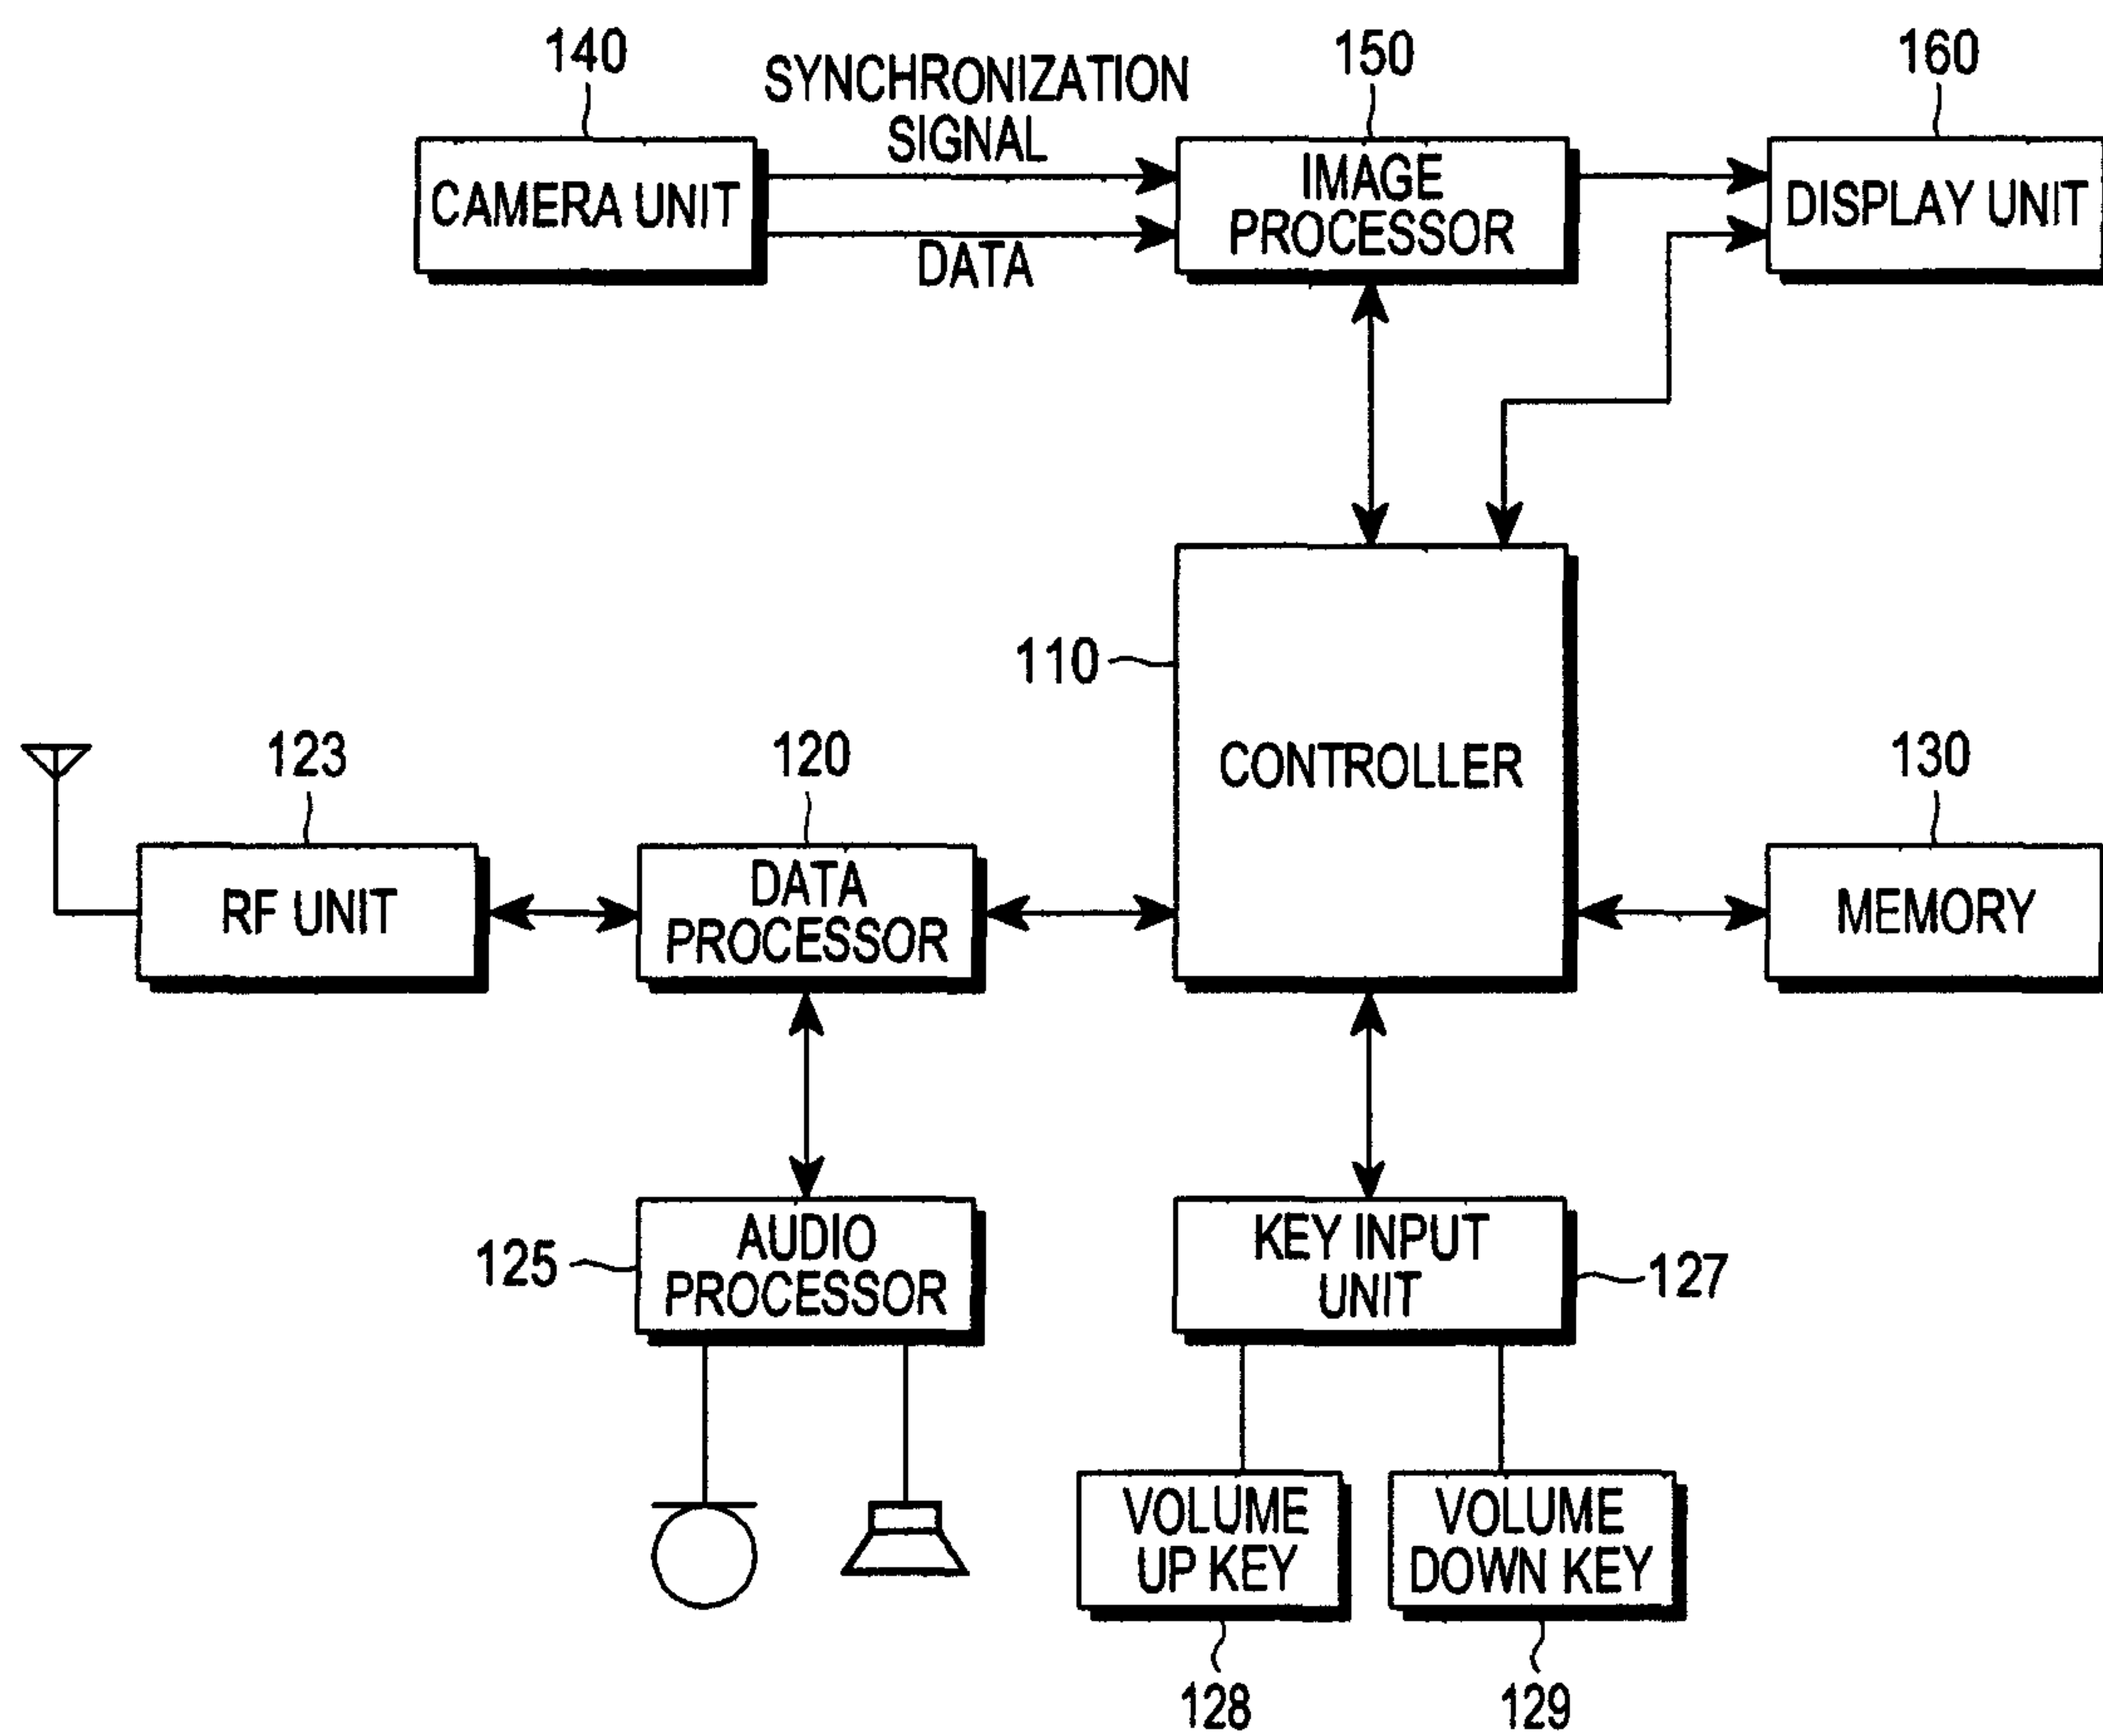 140
SYNCHRONIZATION
SIGNAL
150
160
CAMERA UNIT
DATA
IMAGE
PROCESSOR
DISPLAY UNIT
110
CONTROLLER
123
120
130
RF UNIT
DATA
PROCESSOR
MEMORY
125
AUDIO
PROCESSOR
KEY INPUT
UNIT
127
VOLUME
UP KEY
VOLUME
DOWN KEY
128
129